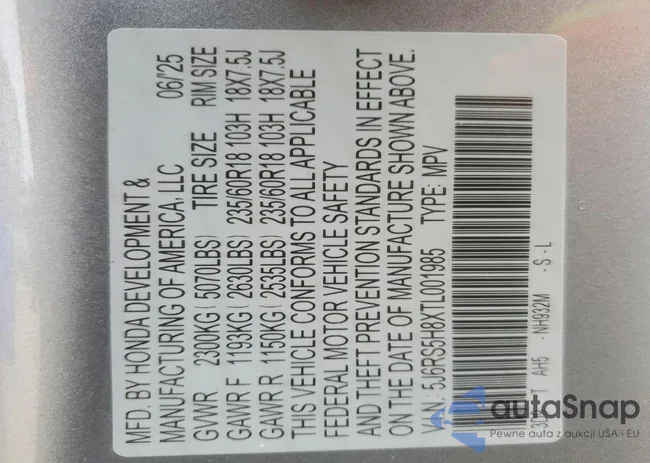 MFD. BY HONDA DEVELOPMENT &
MANUFACTURING OF AMERICA, LLC 06/'25
GVWR 2300KG ( 5070LBS) TIRE SIZE RIM SIZE
GAWR F 1193KG ( 2630LBS) 235/60R18 103H 18X7.5J
GAWR R 1150KG ( 2535LBS) 235/60R18 103H 18X7.5J
THIS VEHICLE CONFORMS TO ALL APPLICABLE
FEDERAL MOTOR VEHICLE SAFETY
AND THEFT PREVENTION STANDARDS IN EFFECT
ON THE DATE OF MANUFACTURE SHOWN ABOVE.
V.I.N.: 5J6RS5H8XTL001985 TYPE: MPV
T AH5 - NH932M - S - L
autaSnap
Pewne auta z aukcji USA i EU